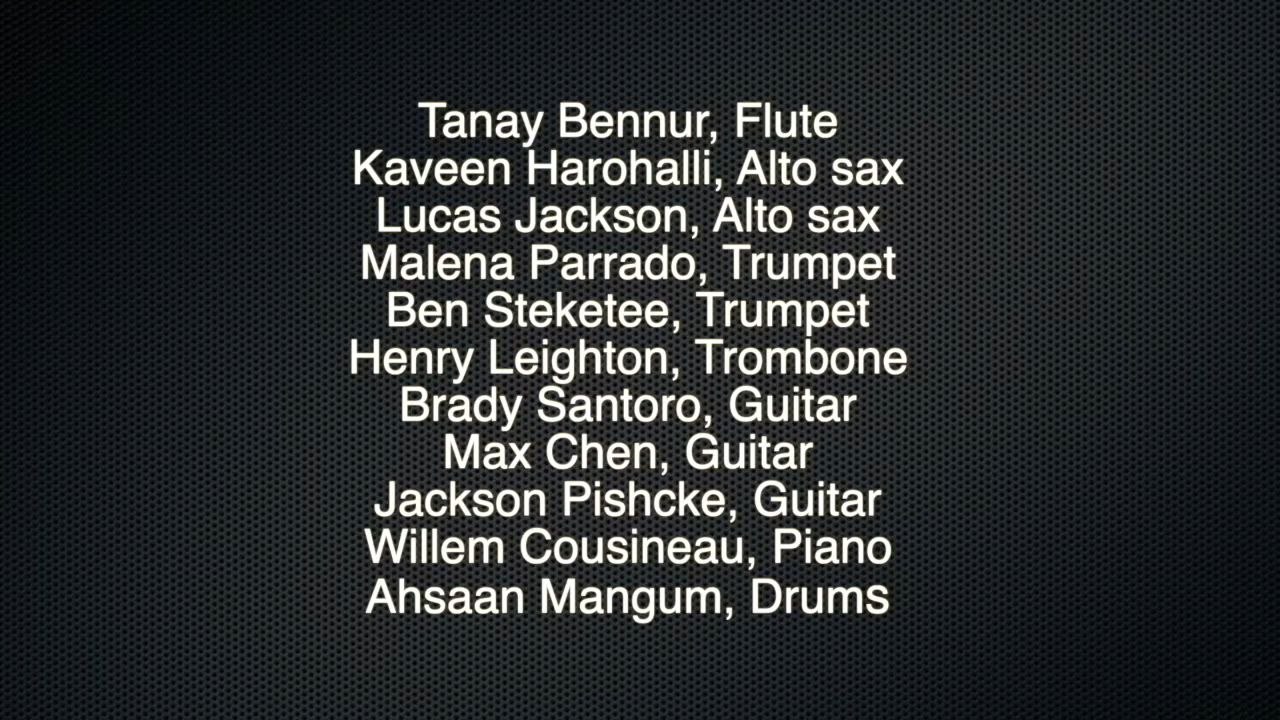 Tanay Bennur, Flute
Kaveen Harohalli, Alto sax
Lucas Jackson, Alto sax
Malena Parrado, Trumpet
Ben Steketee, Trumpet
Henry Leighton, Trombone
Brady Santoro, Guitar
Max Chen, Guitar
Jackson Pishcke, Guitar
Willem Cousineau, Piano
Ahsaan Mangum, Drums